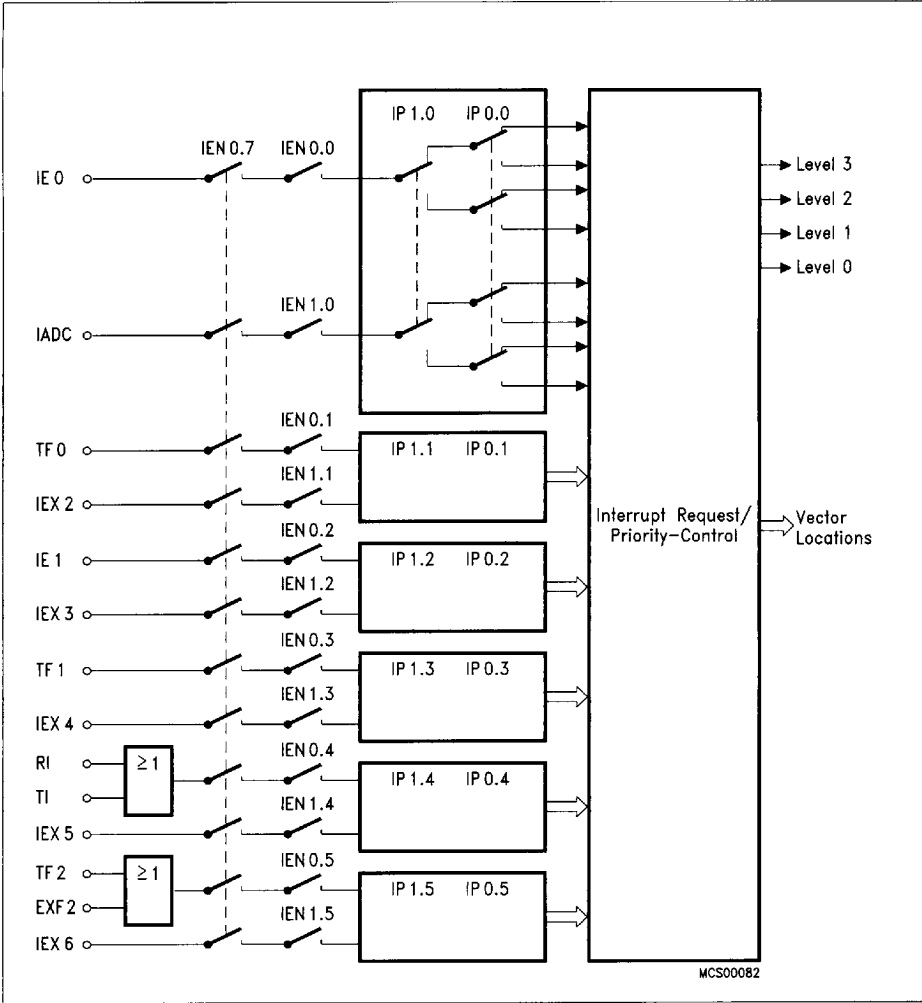 IP 1.0 IP 0.0
IEN 0.7 IEN 0.0
IE 0
Level 3
Level 2
Level 1
Level 0
IEN 1.0
IADC
IEN 0.1
TF 0
IP 1.1 IP 0.1
IEN 1.1
IEX 2
Interrupt Request/
Priority-Control
Vector
Locations
IEN 0.2
IE 1
IP 1.2 IP 0.2
IEN 1.2
IEX 3
IEN 0.3
TF 1
IP 1.3 IP 0.3
IEN 1.3
IEX 4
IEN 0.4
RI
≥1
TI
IP 1.4 IP 0.4
IEN 1.4
IEX 5
IEN 0.5
TF 2
≥1
EXF2
IP 1.5 IP 0.5
IEN 1.5
IEX 6
MCS00082